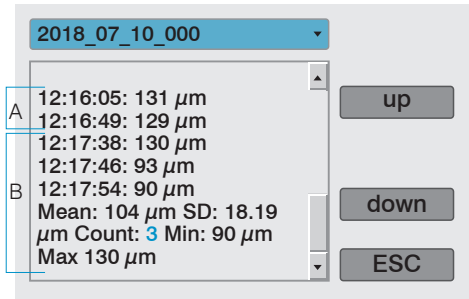 2018_07_10_000
A
12:16:05: 131 µm
12:16:49: 129 µm
B
12:17:38: 130 µm
12:17:46: 93 µm
12:17:54: 90 µm
Mean: 104 µm SD: 18.19
µm Count: 3 Min: 90 µm
Max 130 µm
up
down
ESC